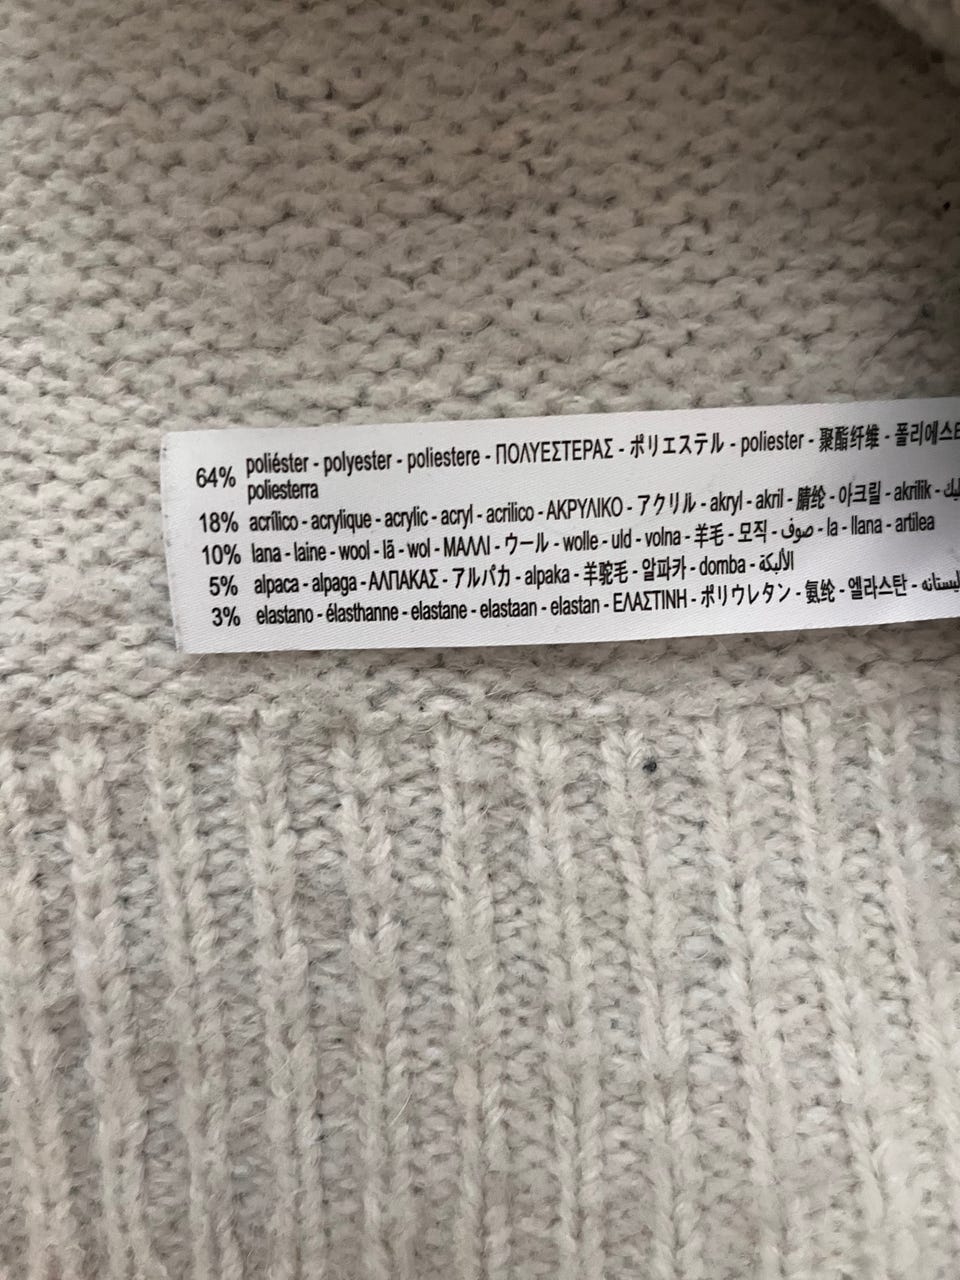 64% poliéster - polyester - poliestere - ΠΟΛΥΕΣΤΕΡΑΣ - ポリエステル - poliester - 聚酯纤维 - 폴리에스터
poliesterra
18% acrílico - acrylique - acrylic - acryl - acrilico - ΑΚΡΥΛΙΚΟ - アクリル - akryl - akril - 腈纶 - 아크릴 - akrilik -
10% lana - laine - wool - lã - wol - ΜΑΛΛΙ - ウール - wolle - uld - volna - 羊毛 - 모직 - صوف - la - llana - artilea
5% alpaca - alpaga - ΑΛΠΑΚΑΣ - アルパカ - alpaka - 羊驼毛 - 알파카 - domba - الألبكة
3% elastano - élasthanne - elastane - elastaan - elastan - ΕΛΑΣΤΙΝΗ - ポリウレタン - 氨纶 - 엘라스탄 -